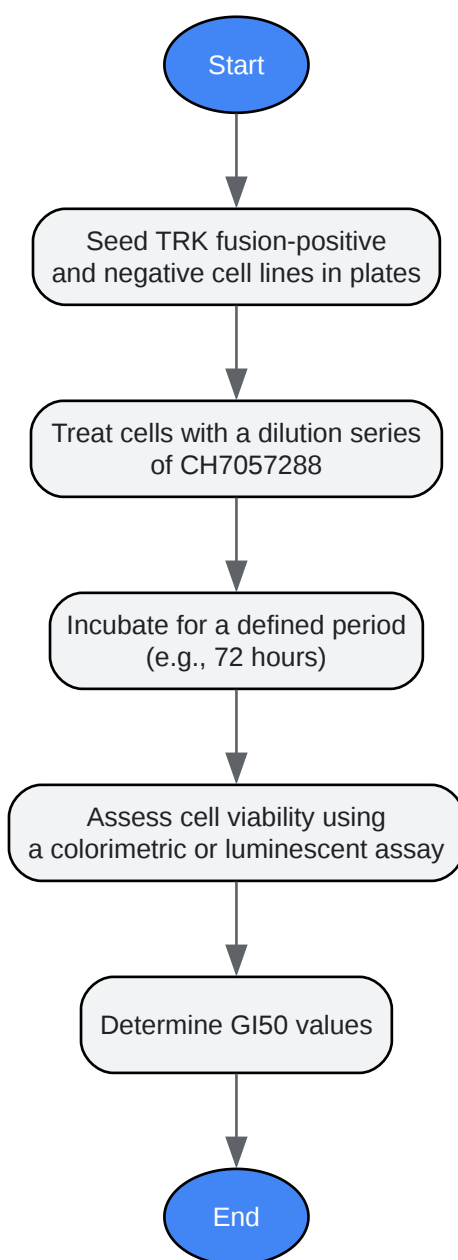 Start
Seed TRK fusion-positive
and negative cell lines in plates
Treat cells with a dilution series
of CH7057288
Incubate for a defined period
(e.g., 72 hours)
Assess cell viability using
a colorimetric or luminescent assay
Determine GI50 values
End